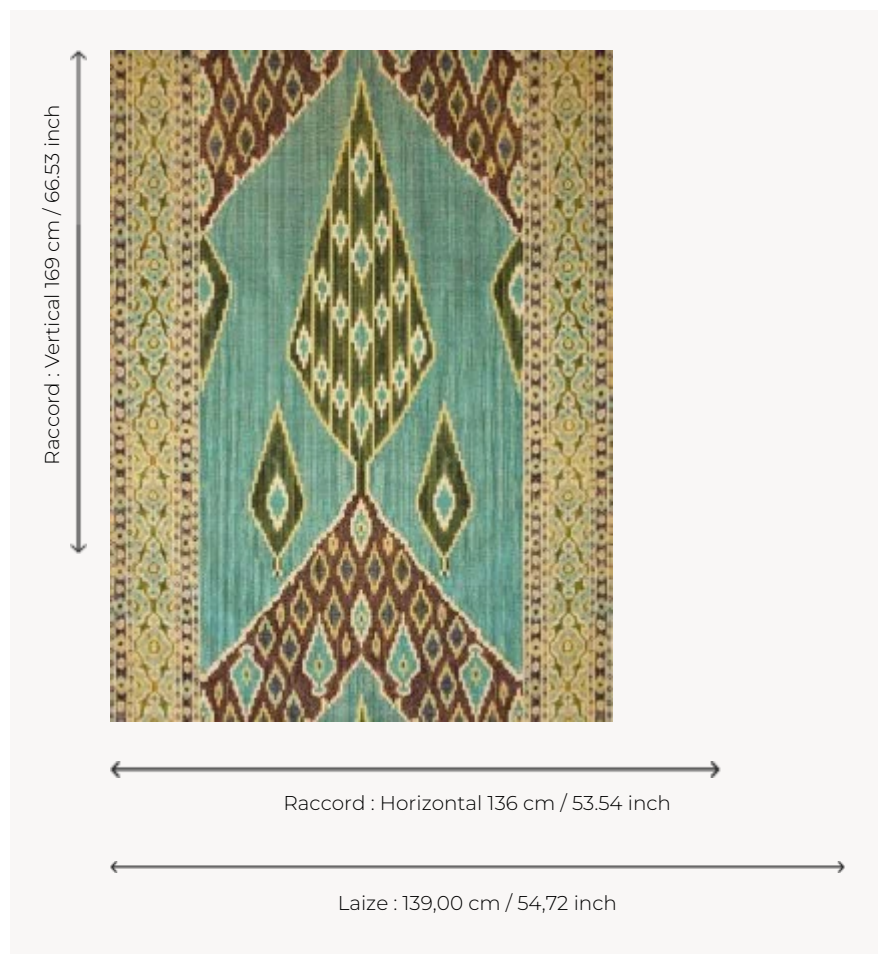 Raccord : Vertical 169 cm / 66.53 inch
Raccord : Horizontal 136 cm / 53.54 inch
Laize : 139,00 cm / 54,72 inch